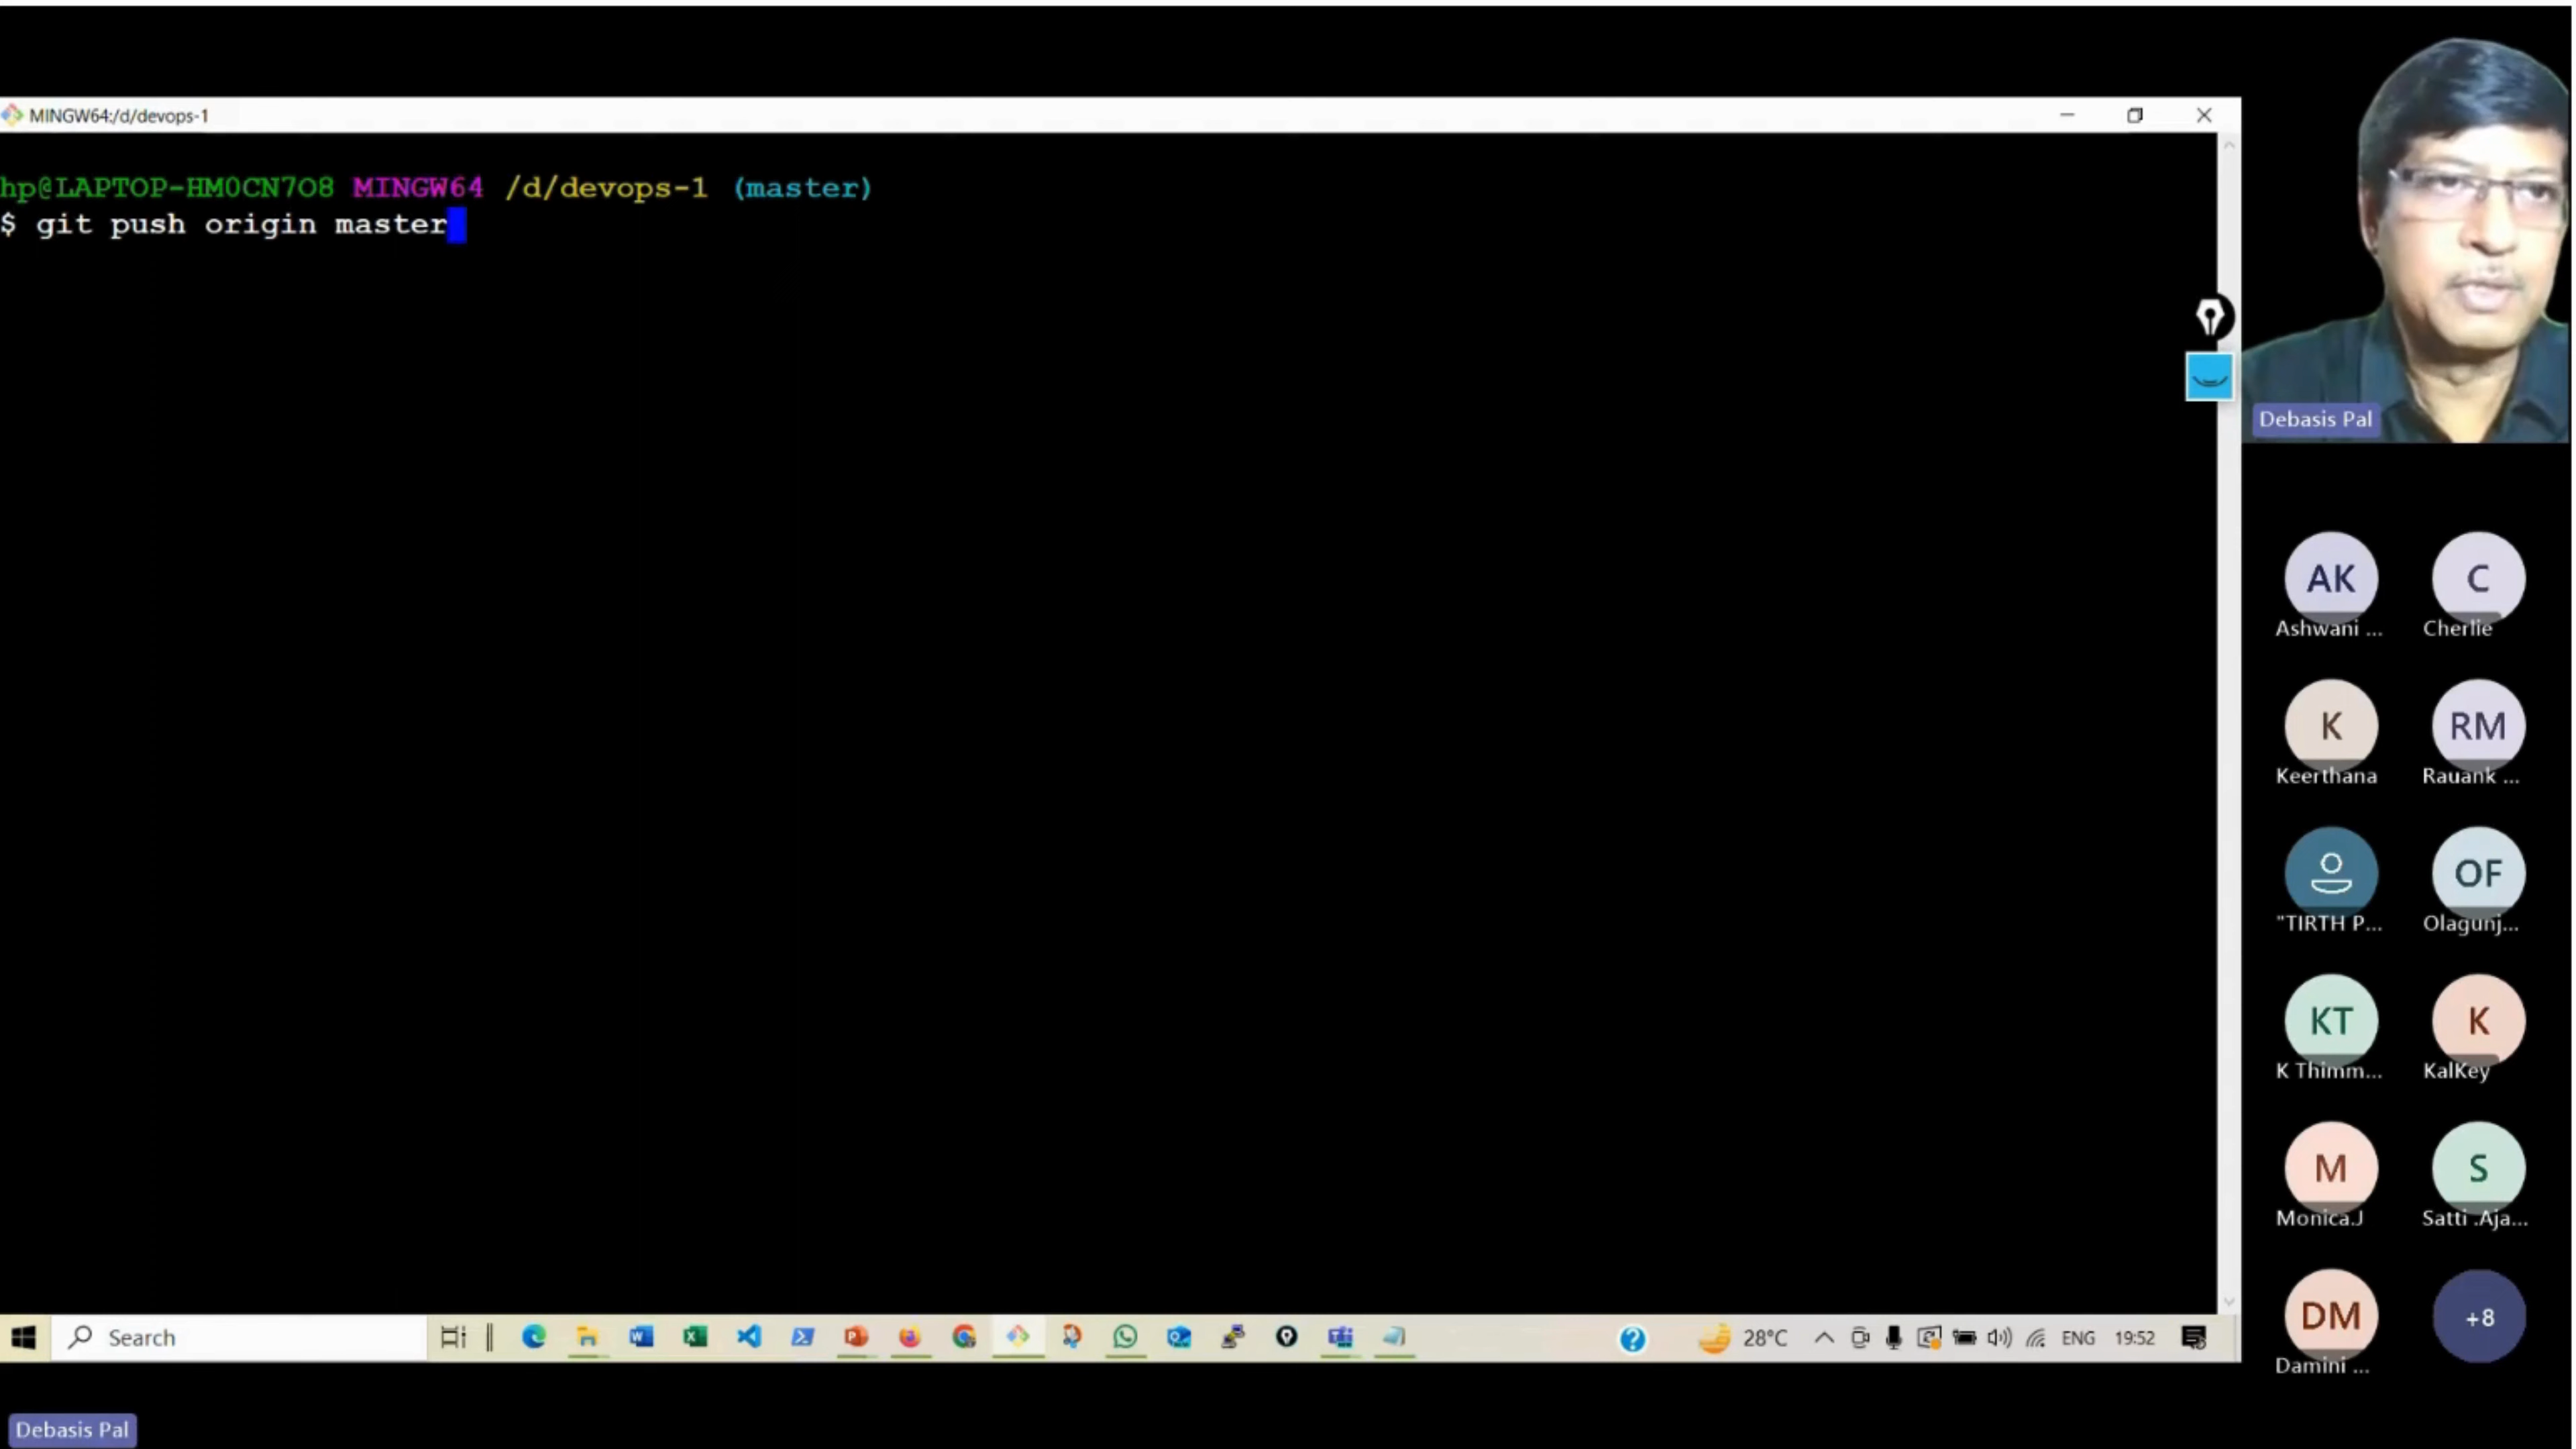 MINGW64:/d/devops-1
hp@LAPTOP-HM0CN7O8 MINGW64 /d/devops-1 (master)
$ git push origin master
Debasis Pal
AK
Ashwani ...
C
Cherlie
K
Keerthana
RM
Rauank ...
"TIRTH P...
OF
Olagunj...
KT
K Thimm...
K
KalKey
M
Monica.J
S
Satti .Aja...
DM
Damini ...
+8
Search
28°C
ENG
19:52
Debasis Pal